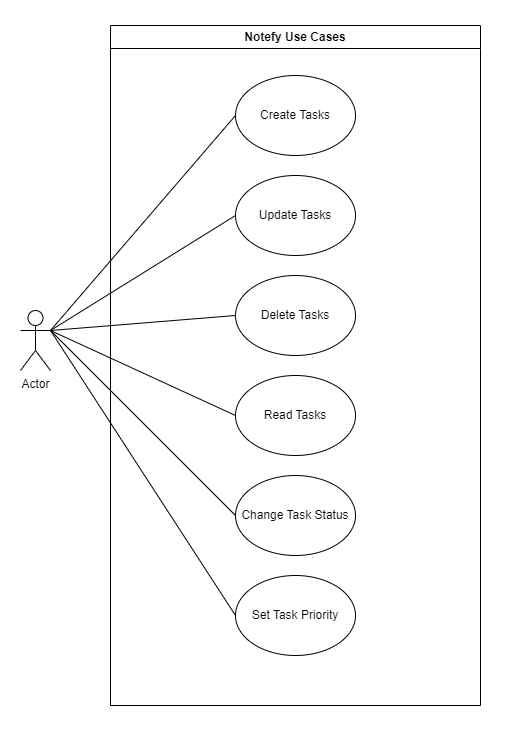 Notefy Use Cases
Create Tasks
Update Tasks
Delete Tasks
Actor
Read Tasks
Change Task Status
Set Task Priority